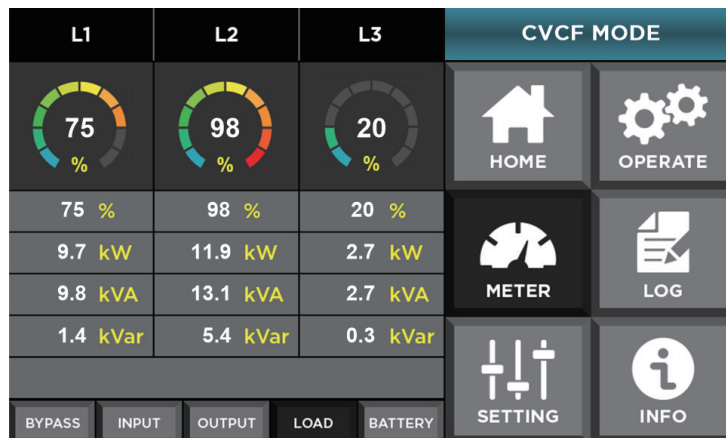 L1 L2 L3 CVCF MODE
75 98 20
% % %
HOME OPERATE
75 % 98 % 20 %
9.7 kW 11.9 kW 2.7 kW
9.8 kVA 13.1 kVA 2.7 kVA
METER LOG
1.4 kVar 5.4 kVar 0.3 kVar
SETTING INFO
BYPASS INPUT OUTPUT LOAD BATTERY